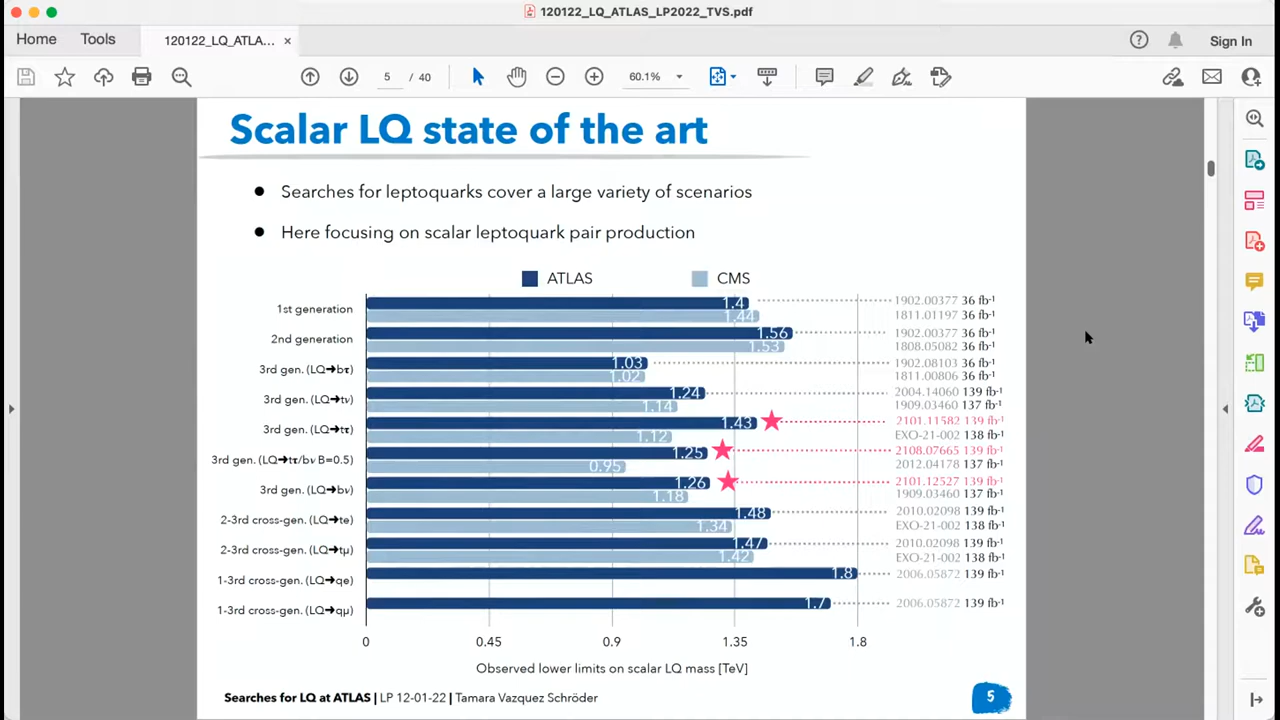 120122_LQ_ATLAS_LP2022_TVS.pdf
Home Tools 120122_LQ_ATLA... × Sign In
5 / 40 60.1%
Scalar LQ state of the art
● Searches for leptoquarks cover a large variety of scenarios
● Here focusing on scalar leptoquark pair production
ATLAS CMS
1st generation 1.4 1902.00377 36 fb⁻¹
1.44 1811.01197 36 fb⁻¹
2nd generation 1.56 1902.00377 36 fb⁻¹
1.53 1808.05082 36 fb⁻¹
3rd gen. (LQ➔bτ) 1.03 1902.08103 36 fb⁻¹
1.02 1811.00806 36 fb⁻¹
3rd gen. (LQ➔tν) 1.24 2004.14060 139 fb⁻¹
1.14 1909.03460 137 fb⁻¹
3rd gen. (LQ➔tτ) 1.43 2101.11582 139 fb⁻¹
1.12 EXO-21-002 138 fb⁻¹
3rd gen. (LQ➔tτ/bν B=0.5) 1.25 2108.07665 139 fb⁻¹
0.95 2012.04178 137 fb⁻¹
3rd gen. (LQ➔bν) 1.26 2101.12527 139 fb⁻¹
1.18 1909.03460 137 fb⁻¹
2-3rd cross-gen. (LQ➔te) 1.48 2010.02098 139 fb⁻¹
1.34 EXO-21-002 138 fb⁻¹
2-3rd cross-gen. (LQ➔tμ) 1.47 2010.02098 139 fb⁻¹
1.42 EXO-21-002 138 fb⁻¹
1-3rd cross-gen. (LQ➔qe) 1.8 2006.05872 139 fb⁻¹
1-3rd cross-gen. (LQ➔qμ) 1.7 2006.05872 139 fb⁻¹
0 0.45 0.9 1.35 1.8
Observed lower limits on scalar LQ mass [TeV]
Searches for LQ at ATLAS | LP 12-01-22 | Tamara Vazquez Schröder 5